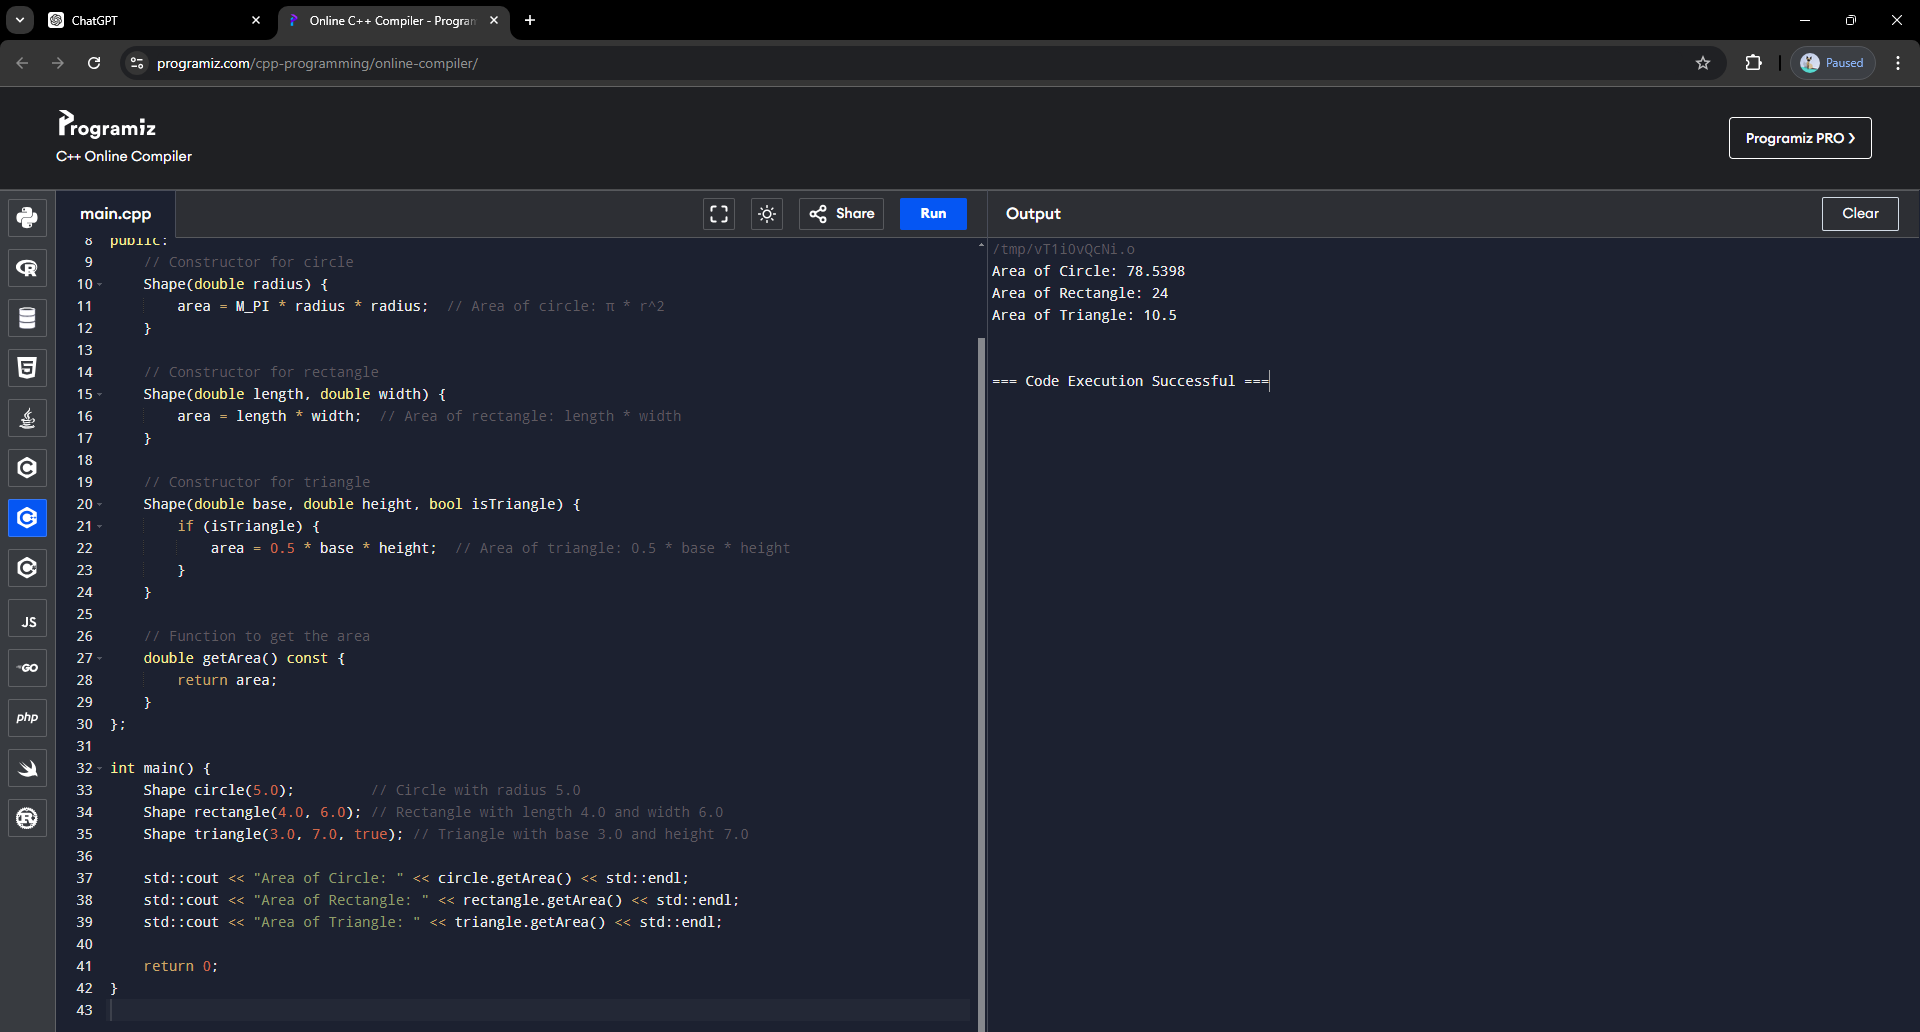 ChatGPT
Online C++ Compiler - Program
programiz.com/cpp-programming/online-compiler/
Paused
Programiz
C++ Online Compiler
Programiz PRO ❯
main.cpp
Share
Run
Output
Clear
8 public:
9     // Constructor for circle
10     Shape(double radius) {
11         area = M_PI * radius * radius;  // Area of circle: π * r^2
12     }
13
14     // Constructor for rectangle
15     Shape(double length, double width) {
16         area = length * width;  // Area of rectangle: length * width
17     }
18
19     // Constructor for triangle
20     Shape(double base, double height, bool isTriangle) {
21         if (isTriangle) {
22             area = 0.5 * base * height;  // Area of triangle: 0.5 * base * height
23         }
24     }
25
26     // Function to get the area
27     double getArea() const {
28         return area;
29     }
30 };
31
32 int main() {
33     Shape circle(5.0);         // Circle with radius 5.0
34     Shape rectangle(4.0, 6.0); // Rectangle with length 4.0 and width 6.0
35     Shape triangle(3.0, 7.0, true); // Triangle with base 3.0 and height 7.0
36
37     std::cout << "Area of Circle: " << circle.getArea() << std::endl;
38     std::cout << "Area of Rectangle: " << rectangle.getArea() << std::endl;
39     std::cout << "Area of Triangle: " << triangle.getArea() << std::endl;
40
41     return 0;
42 }
43
/tmp/vT1iOvQcNi.o
Area of Circle: 78.5398
Area of Rectangle: 24
Area of Triangle: 10.5
=== Code Execution Successful ===
R
5
C
C
C
JS
GO
php
R